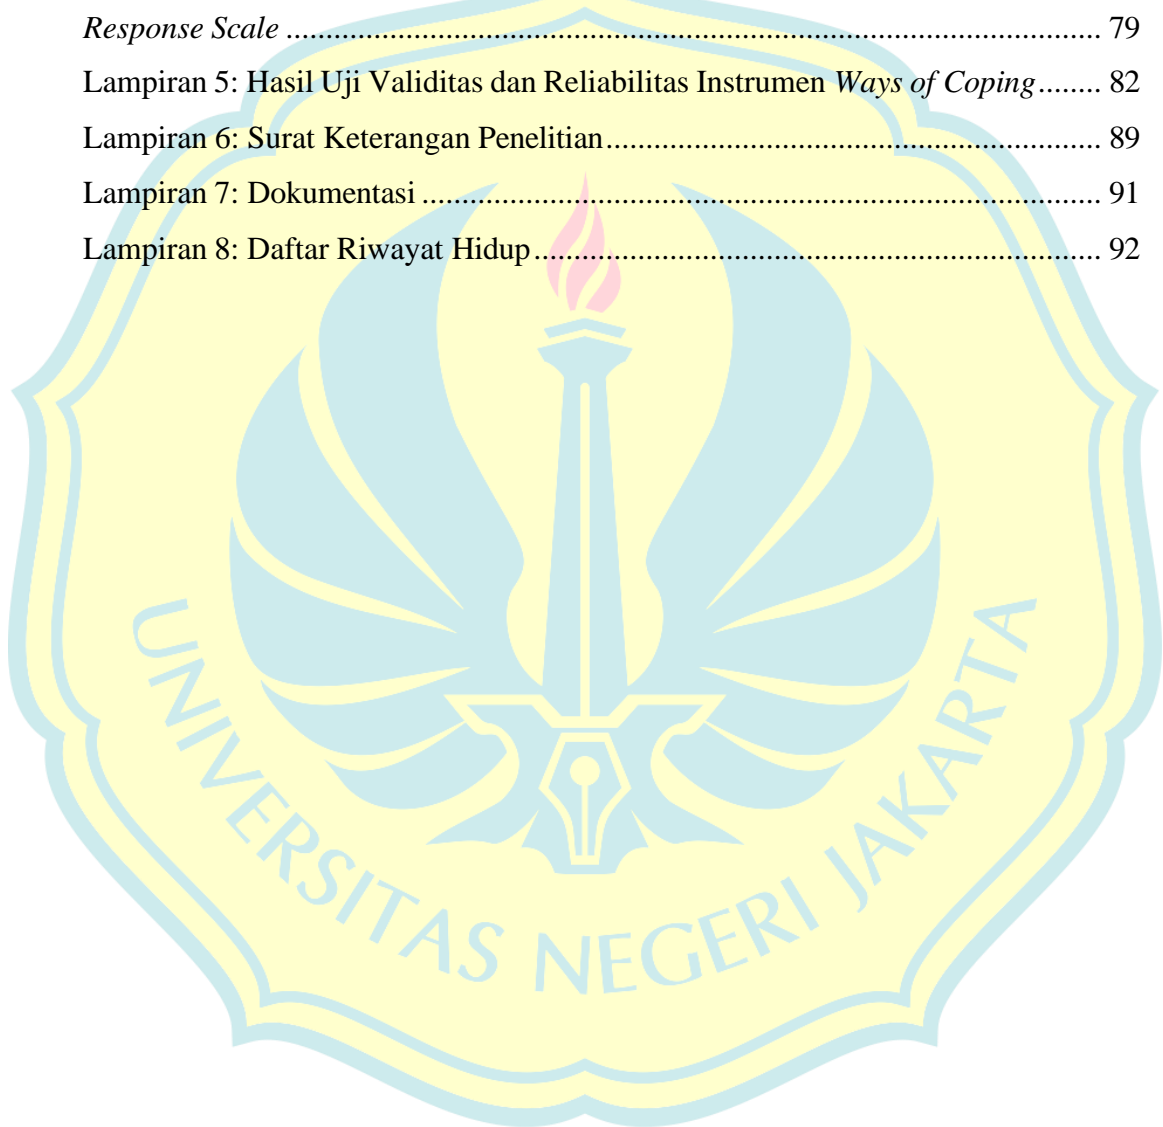 Response Scale ........................................................................................................ 79
Lampiran 5: Hasil Uji Validitas dan Reliabilitas Instrumen Ways of Coping ........ 82
Lampiran 6: Surat Keterangan Penelitian ............................................................... 89
Lampiran 7: Dokumentasi ...................................................................................... 91
Lampiran 8: Daftar Riwayat Hidup ........................................................................ 92
UNIVERSITAS NEGERI JAKARTA